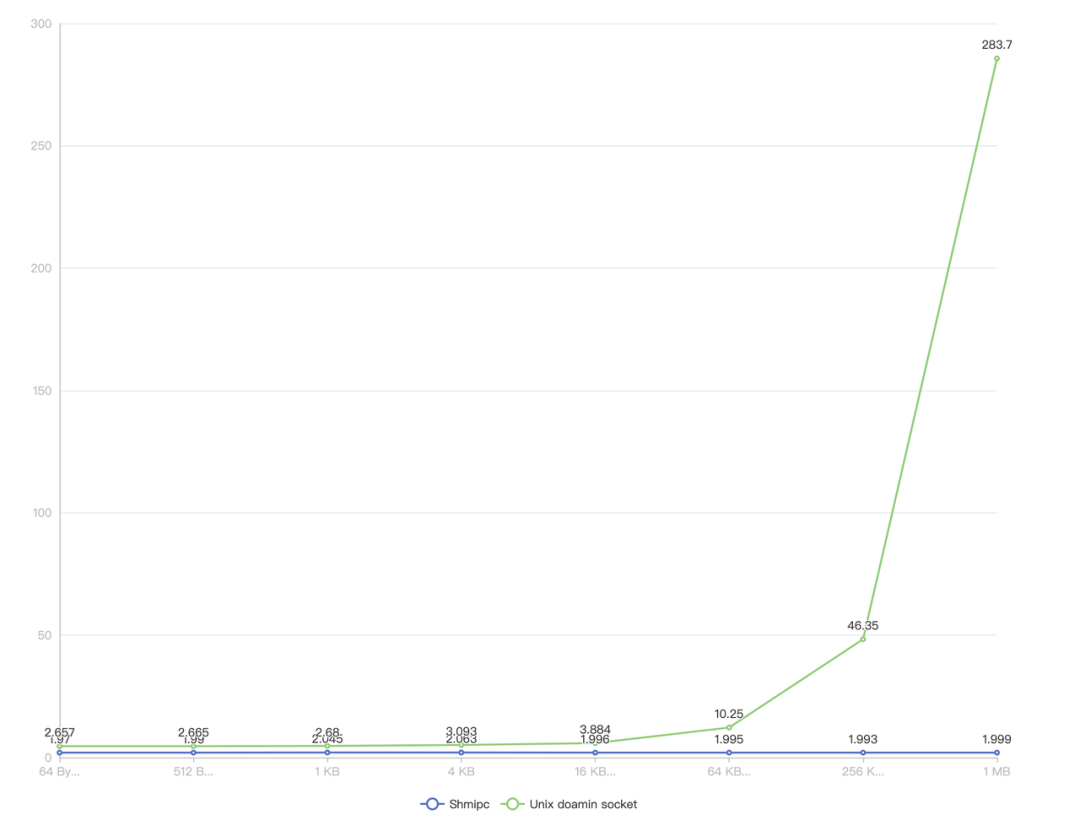 300
283.7
250
200
150
100
50
46.35
10.25
2.657 2.665 2.68 3.093 3.884
1.97 1.99 2.045 2.063 1.996 1.995 1.993 1.999
0
64 By... 512 B... 1 KB 4 KB 16 KB... 64 KB... 256 K... 1 MB
Shmipc Unix doamin socket